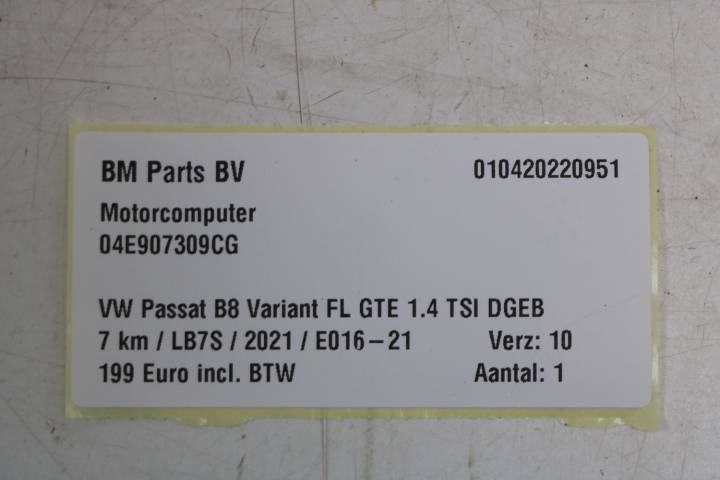 BM Parts BV 010420220951
Motorcomputer
04E907309CG
VW Passat B8 Variant FL GTE 1.4 TSI DGEB
7 km / LB7S / 2021 / E016-21 Verz: 10
199 Euro incl. BTW Aantal: 1